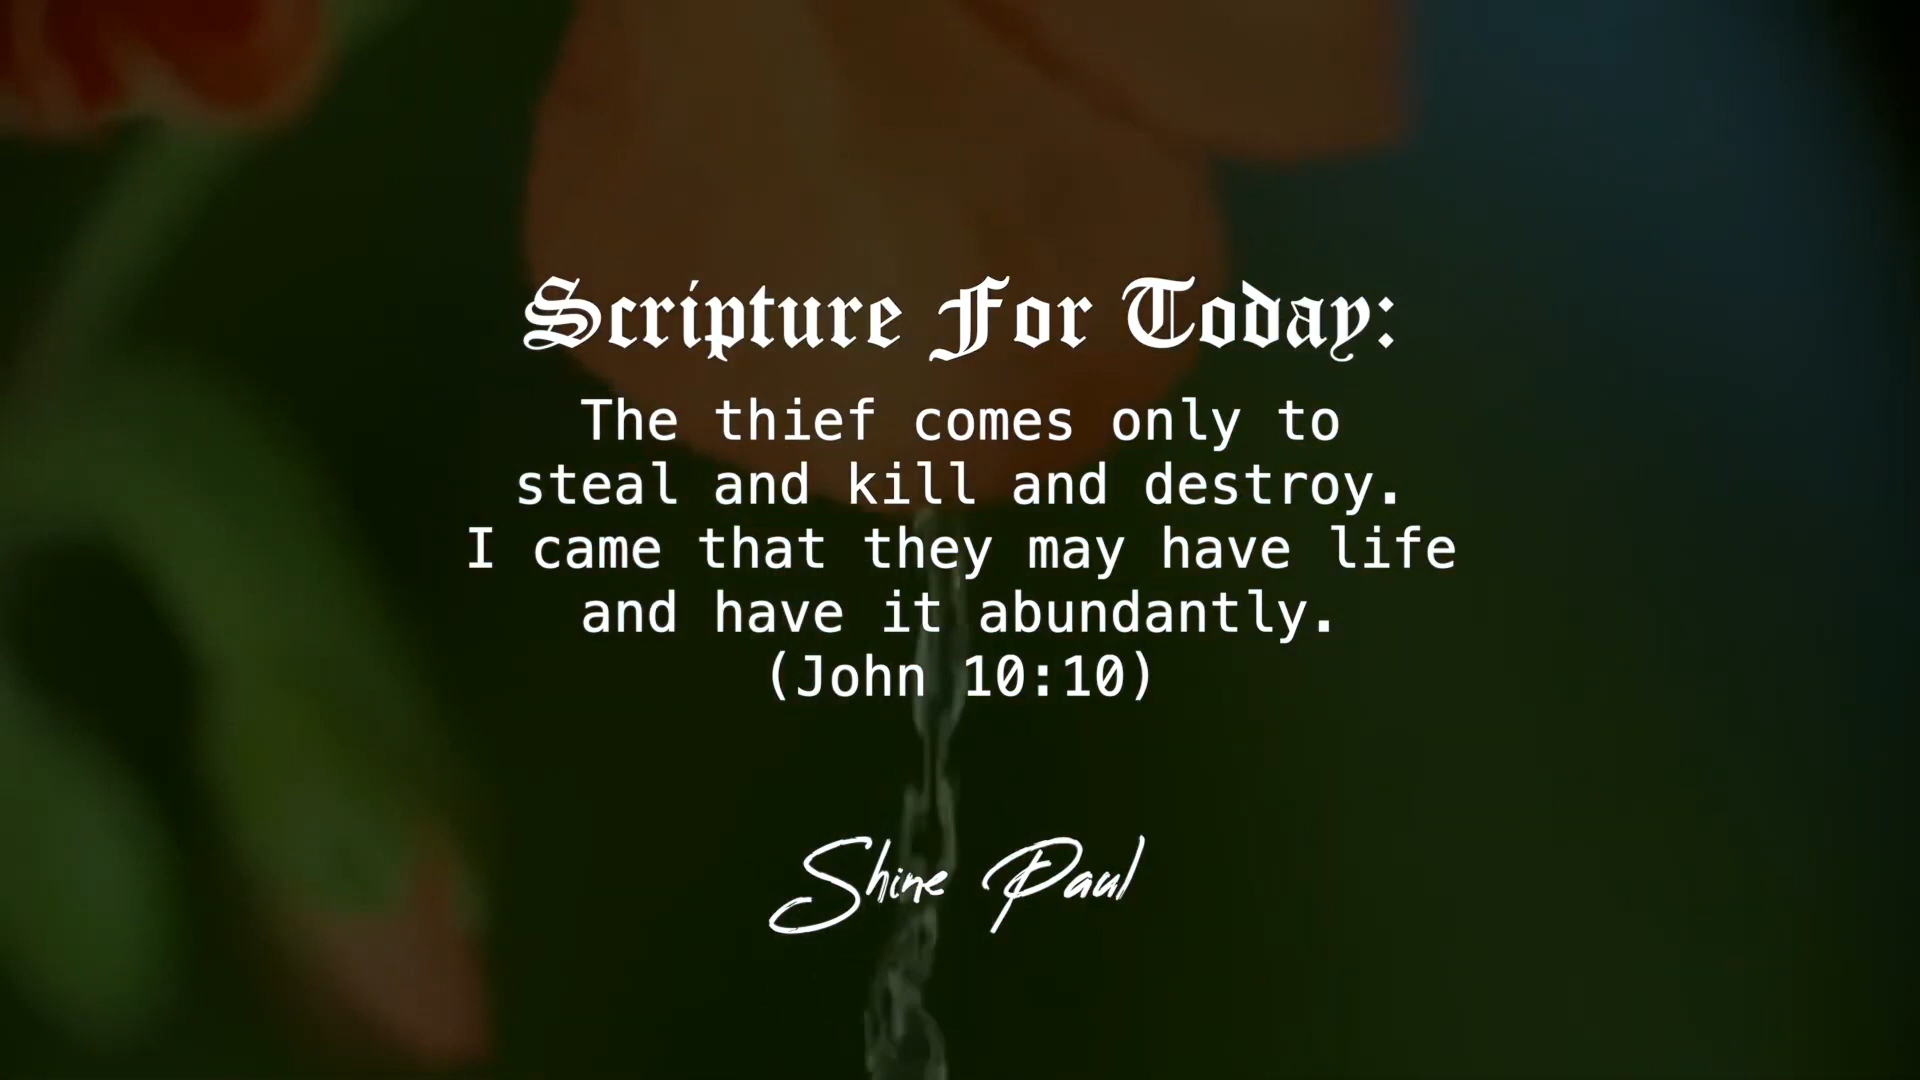 Scripture For Today:
The thief comes only to
steal and kill and destroy.
I came that they may have life
and have it abundantly.
(John 10:10)
Shine Paul